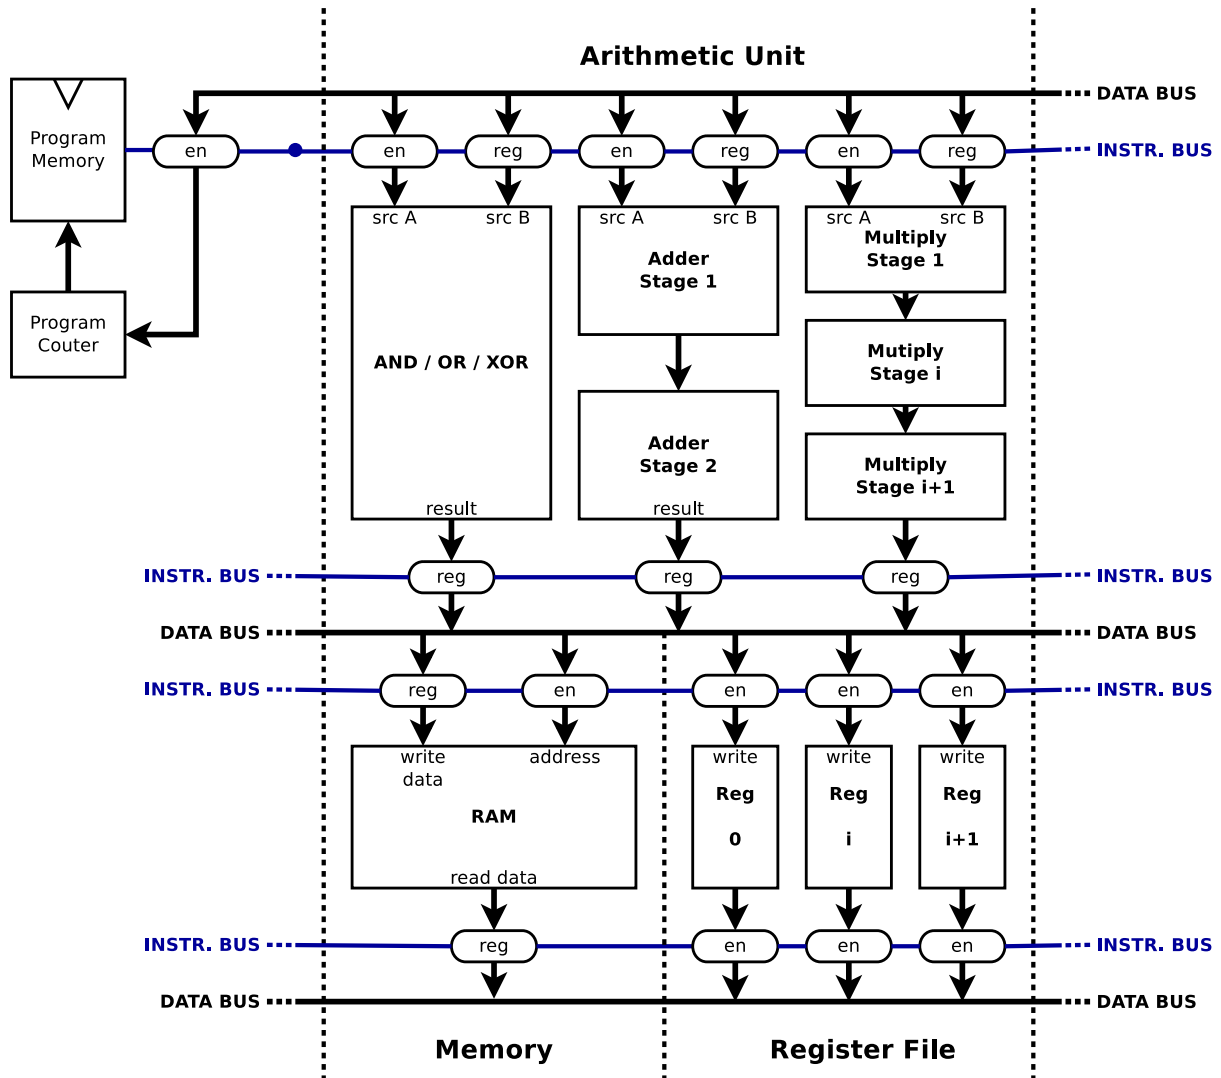 Arithmetic Unit
DATA BUS
Program
Memory
en
en
reg
en
reg
en
reg
INSTR. BUS
src A
src B
src A
src B
src A
src B
Multiply
Stage 1
Adder
Stage 1
Program
Couter
AND / OR / XOR
Mutiply
Stage i
Adder
Stage 2
Multiply
Stage i+1
result
result
INSTR. BUS
reg
reg
reg
INSTR. BUS
DATA BUS
DATA BUS
INSTR. BUS
reg
en
en
en
en
INSTR. BUS
write
data
address
write
write
write
RAM
Reg
0
Reg
i
Reg
i+1
read data
INSTR. BUS
reg
en
en
en
INSTR. BUS
DATA BUS
DATA BUS
Memory
Register File